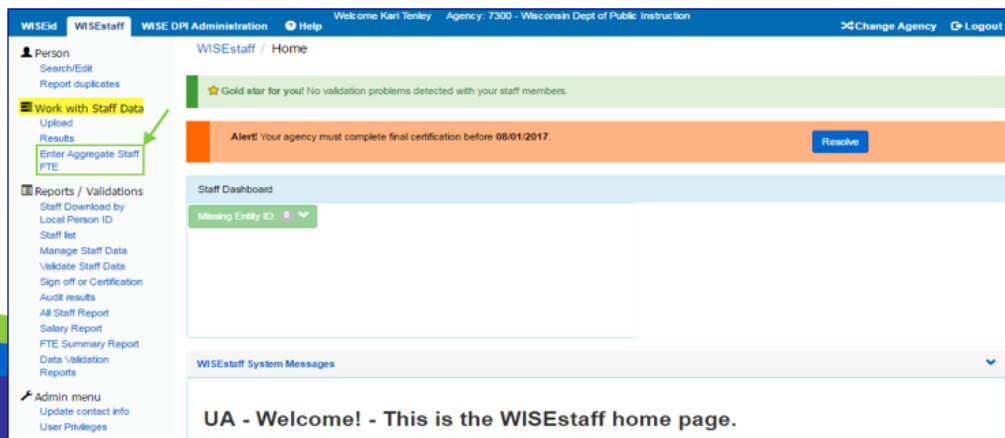 Welcome Kari Tenley Agency: 7300 - Wisconsin Dept of Public Instruction
WISEid WISEstaff WISE DPI Administration Help Change Agency Logout
WISEstaff / Home
Person
Search/Edit
Report duplicates
Gold star for you! No validation problems detected with your staff members.
Work with Staff Data
Upload
Results
Enter Aggregate Staff
FTE
Alert! Your agency must complete final certification before 08/01/2017.
Resolve
Reports / Validations
Staff Download by
Local Person ID
Staff list
Manage Staff Data
Validate Staff Data
Sign off or Certification
Audit results
All Staff Report
Salary Report
FTE Summary Report
Data Validation
Reports
Staff Dashboard
Missing Entity ID: 0
Admin menu
Update contact info
User Privileges
WISEstaff System Messages
UA - Welcome! - This is the WISEstaff home page.